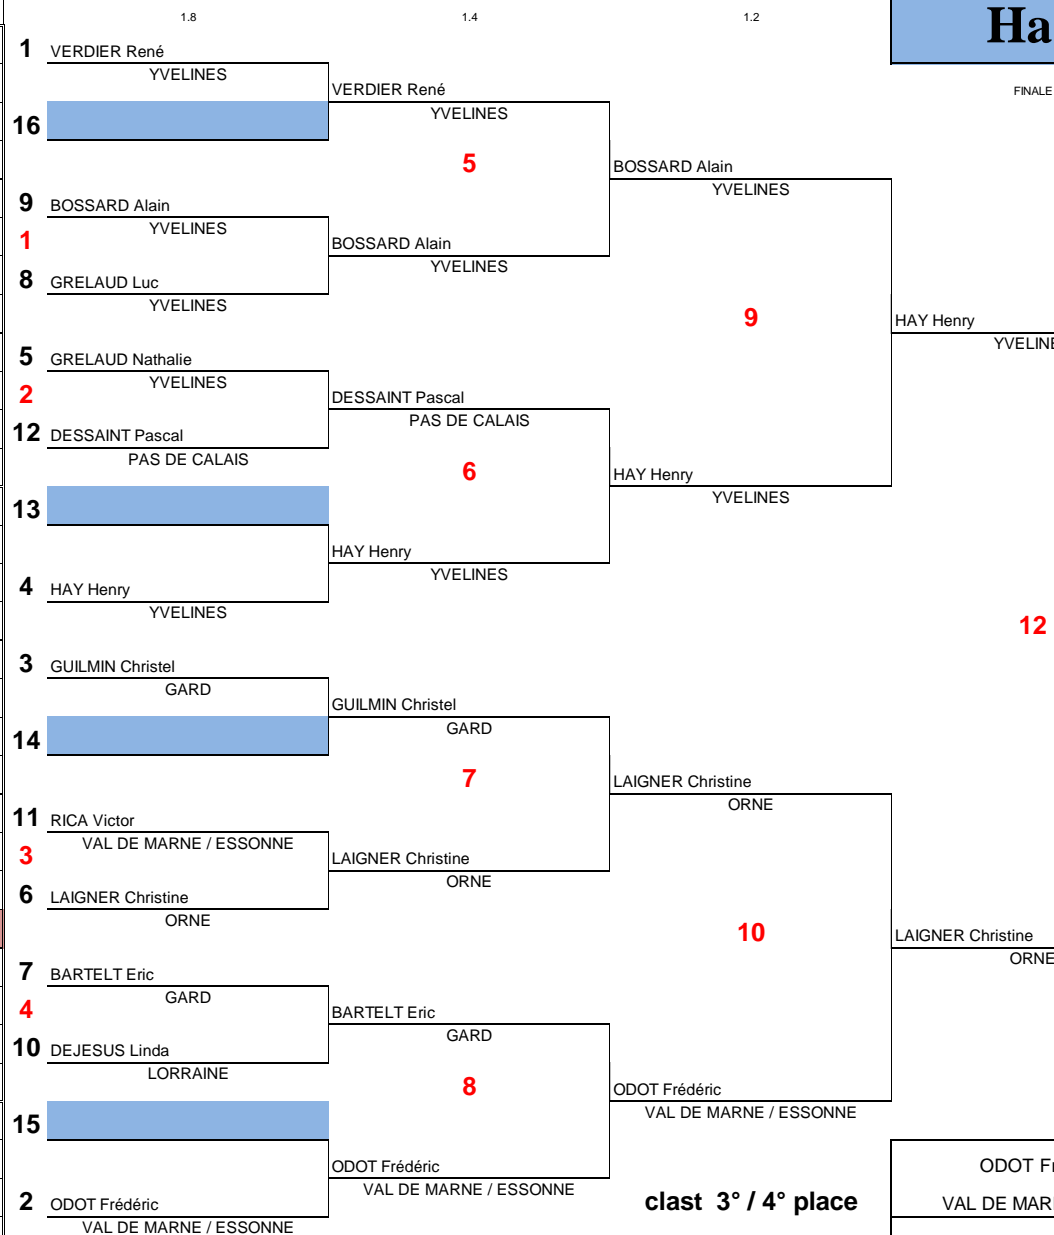 1.8
1.4
1.2
Ha
FINALE
1 VERDIER René
YVELINES
VERDIER René
YVELINES
16
5
BOSSARD Alain
YVELINES
9 BOSSARD Alain
YVELINES
1
BOSSARD Alain
YVELINES
8 GRELAUD Luc
YVELINES
9
HAY Henry
YVELINE
5 GRELAUD Nathalie
YVELINES
2
DESSAINT Pascal
PAS DE CALAIS
12 DESSAINT Pascal
PAS DE CALAIS
6
HAY Henry
YVELINES
13
HAY Henry
YVELINES
4 HAY Henry
YVELINES
12
3 GUILMIN Christel
GARD
GUILMIN Christel
GARD
14
7
LAIGNER Christine
ORNE
11 RICA Victor
VAL DE MARNE / ESSONNE
3
LAIGNER Christine
ORNE
6 LAIGNER Christine
ORNE
10
LAIGNER Christine
ORNE
7 BARTELT Eric
GARD
4
BARTELT Eric
GARD
10 DEJESUS Linda
LORRAINE
8
ODOT Frédéric
VAL DE MARNE / ESSONNE
15
ODOT Frédéric
VAL DE MARNE / ESSONNE
2 ODOT Frédéric
VAL DE MARNE / ESSONNE
clast 3° / 4° place
ODOT Fr
VAL DE MAR